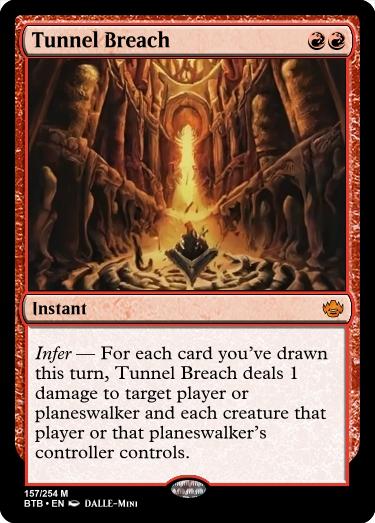 Tunnel Breach
Instant
Infer — For each card you've drawn
this turn, Tunnel Breach deals 1
damage to target player or
planeswalker and each creature that
player or that planeswalker's
controller controls.
157/254 M
BTB • EN DALLE-Mini